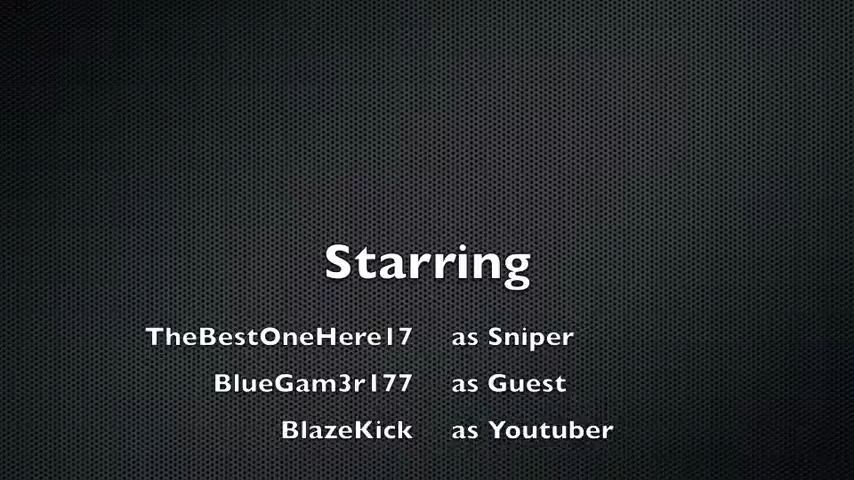 Starring
TheBestOneHere17 as Sniper
BlueGam3r177 as Guest
BlazeKick as Youtuber